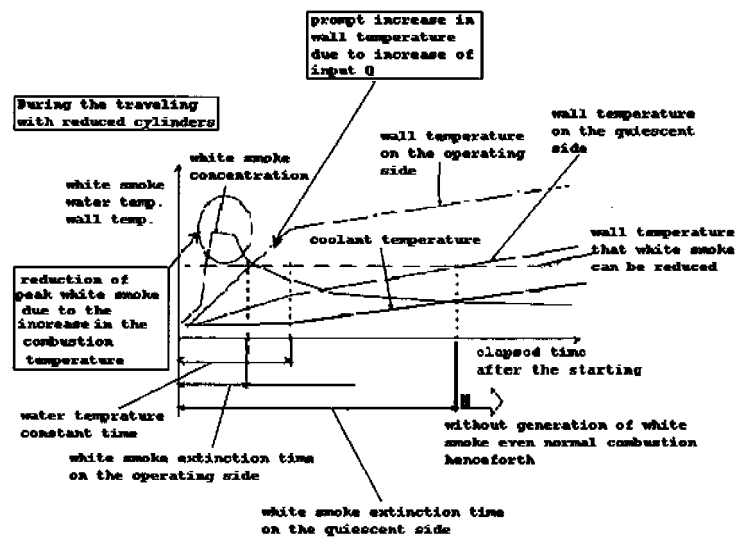 prompt increase in
wall temperature
due to increase of
input Q
During the traveling
with reduced cylinders
wall temperature
on the quiescent
side
wall temperature
on the operating
side
white smoke
concentration
white smoke
water temp.
wall temp.
coolant temperature
wall temperature
that white smoke
can be reduced
reduction of
peak white smoke
due to the
increase in the
combustion
temperature
elapsed time
after the starting
water temprature
constant time
without generation of white
smoke even normal combustion
henceforth
white smoke extinction time
on the operating side
white smoke extinction time
on the quiescent side